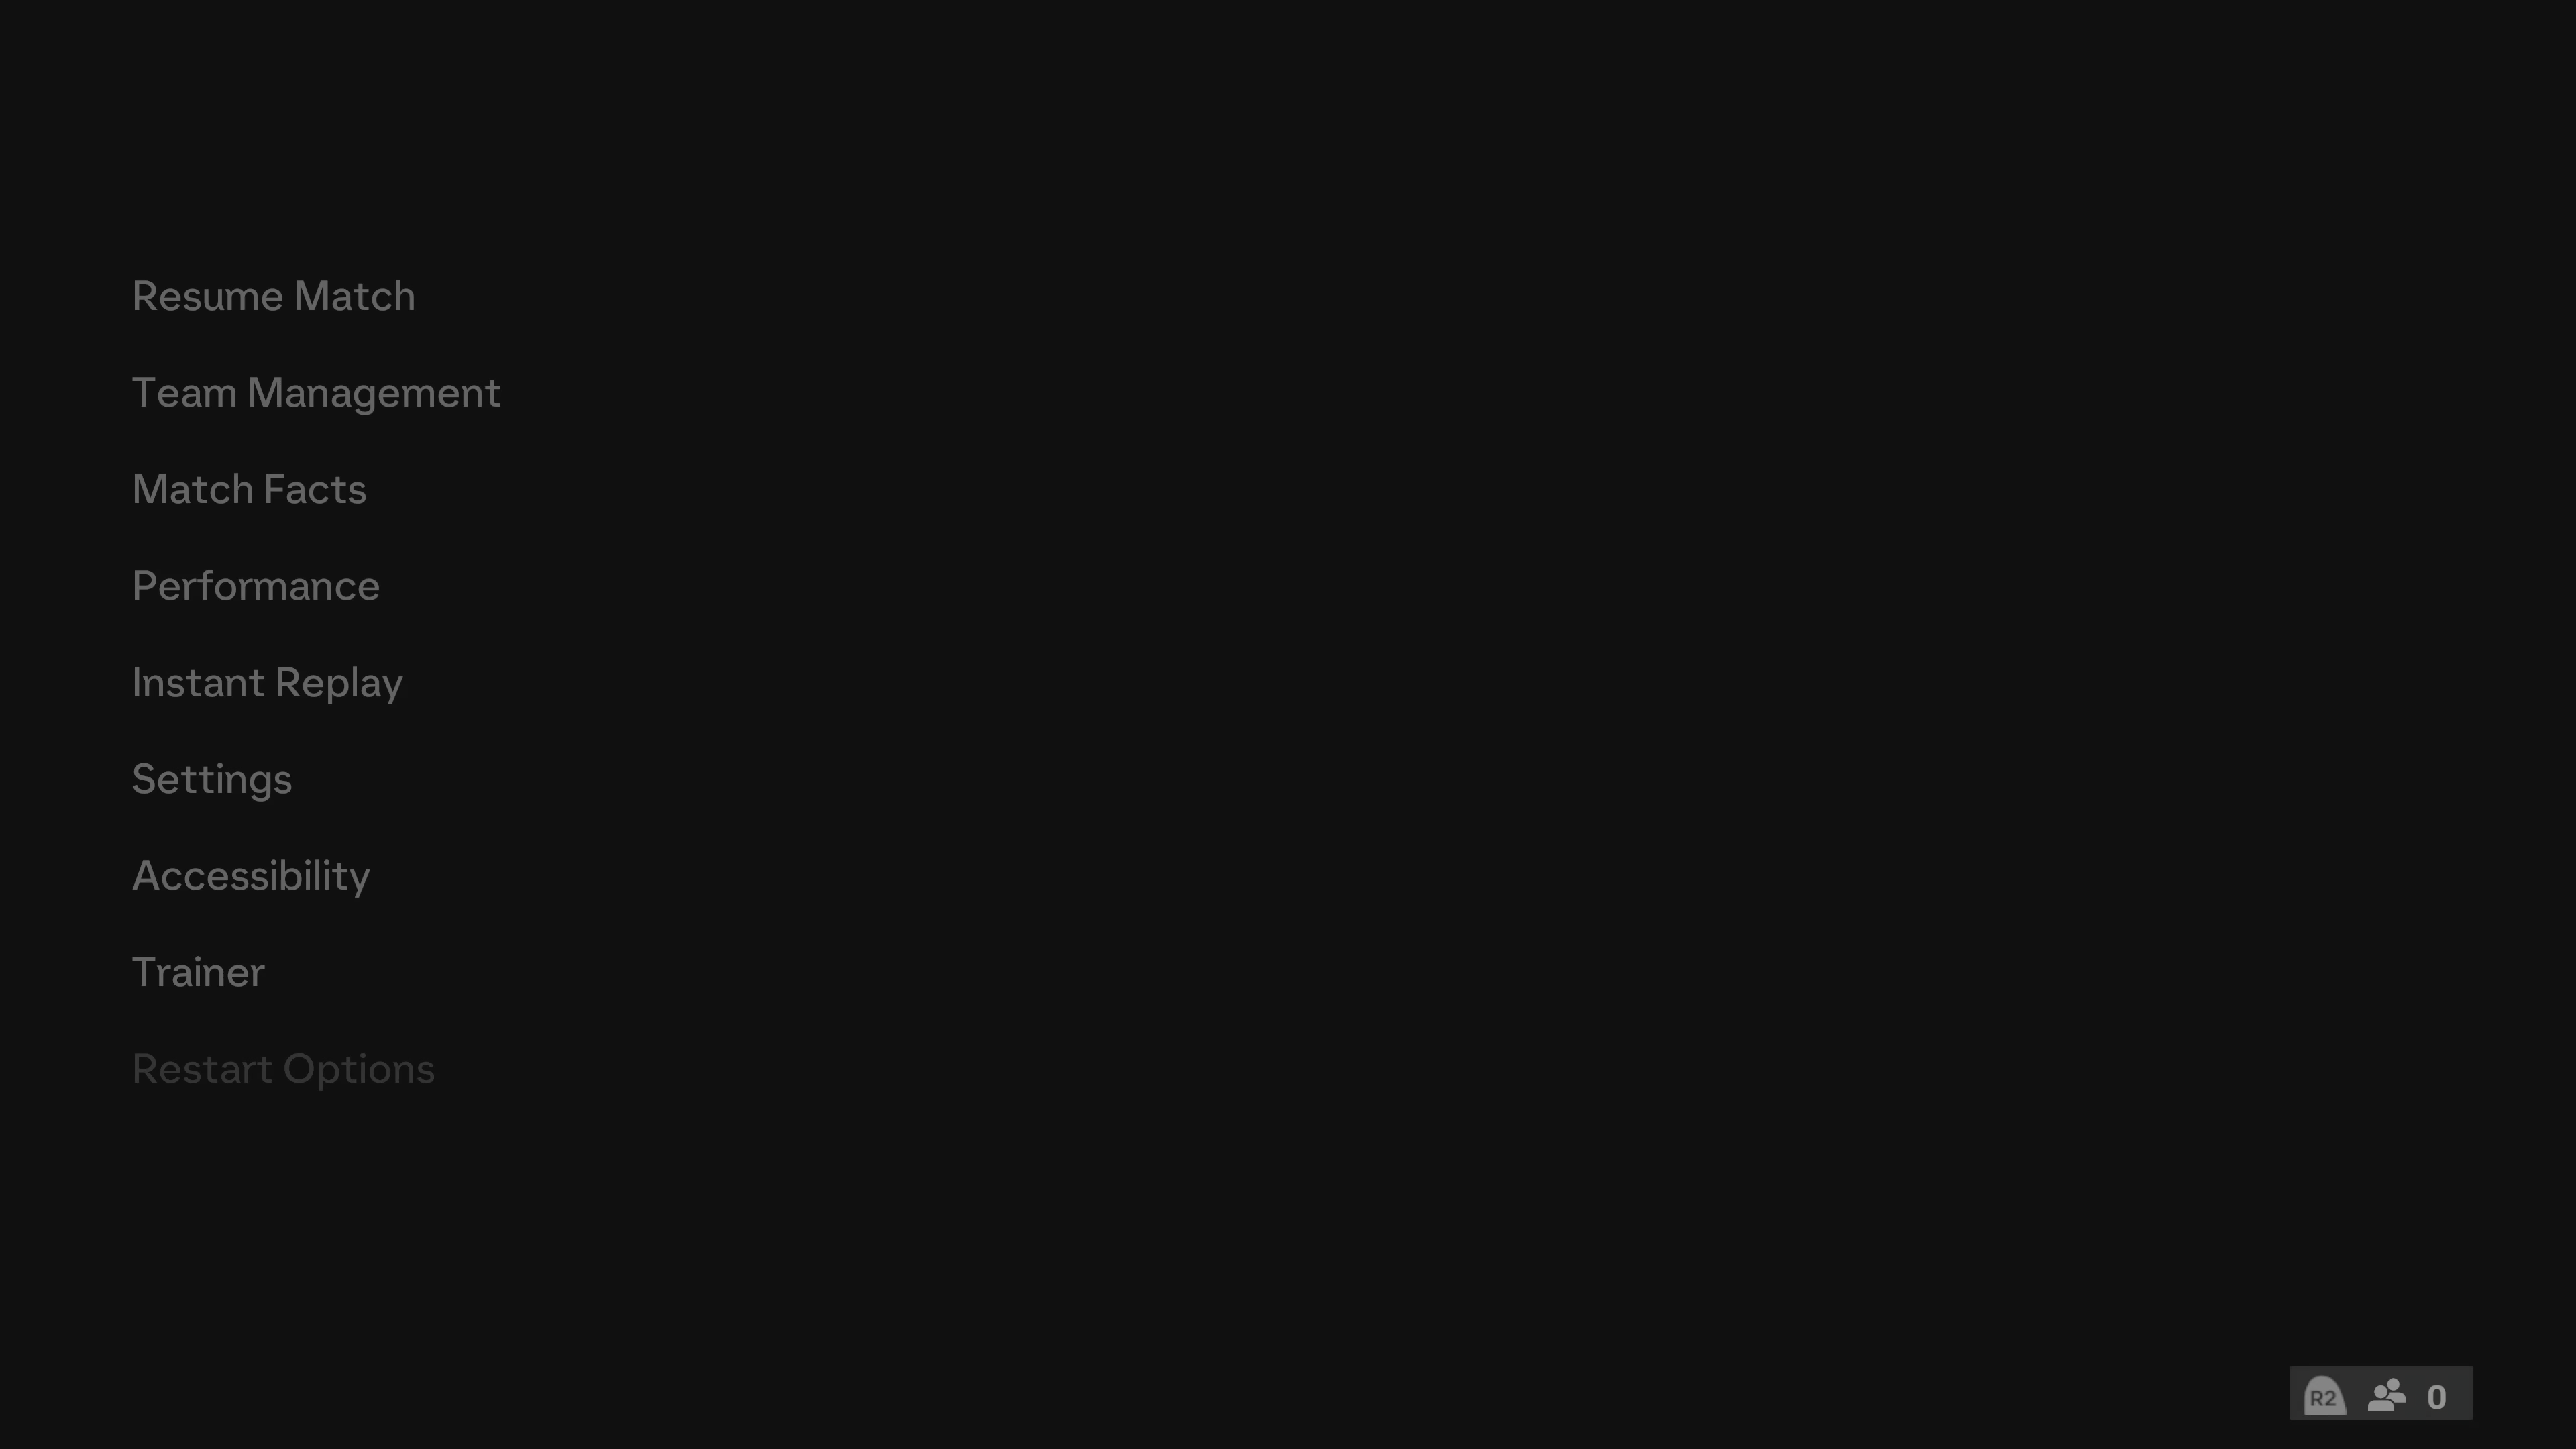 Resume Match
Team Management
Match Facts
Performance
Instant Replay
Settings
Accessibility
Trainer
Restart Options
R2 0